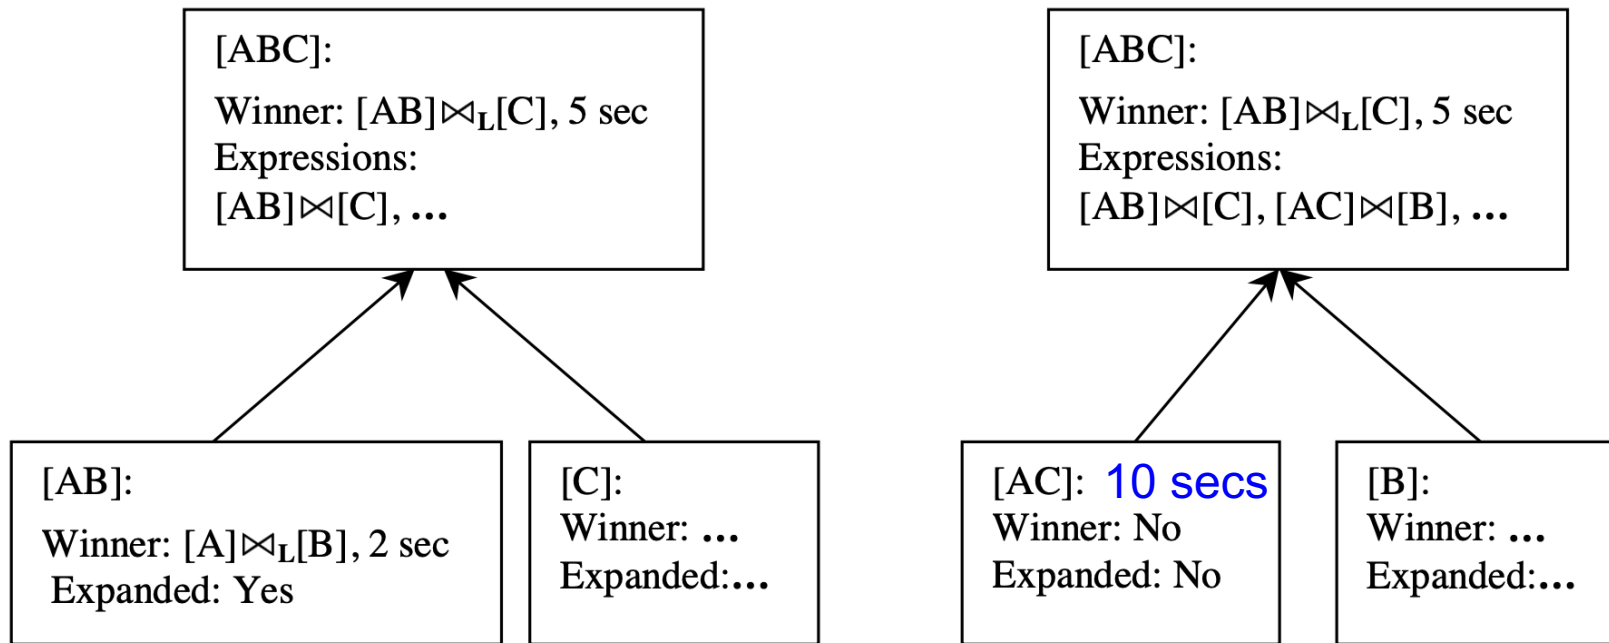 [ABC]:
Winner: [AB]⋈L[C], 5 sec
Expressions:
[AB]⋈[C], ...
[ABC]:
Winner: [AB]⋈L[C], 5 sec
Expressions:
[AB]⋈[C], [AC]⋈[B], ...
[AB]:
Winner: [A]⋈L[B], 2 sec
Expanded: Yes
[C]:
Winner: ...
Expanded:...
[AC]: 10 secs
Winner: No
Expanded: No
[B]:
Winner: ...
Expanded:...